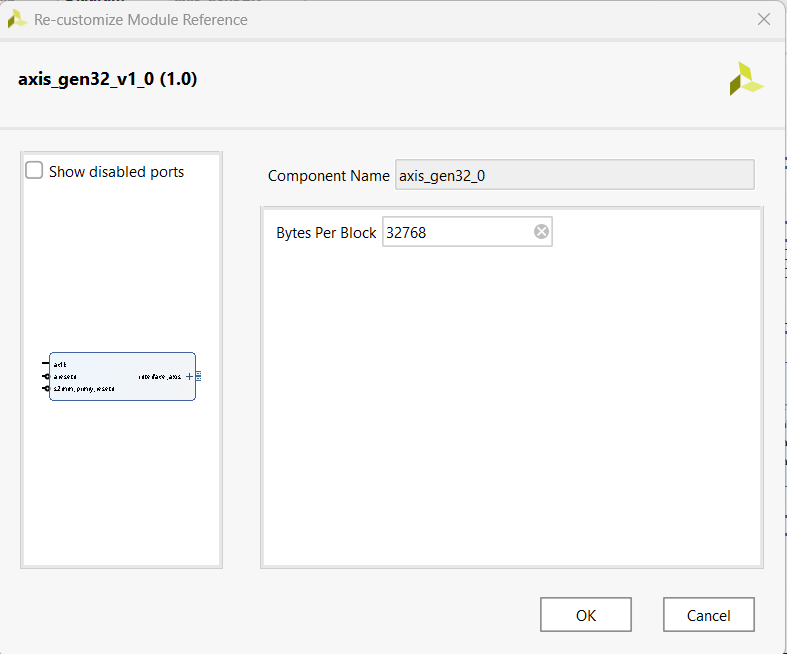 Re-customize Module Reference
axis_gen32_v1_0 (1.0)
Show disabled ports
Component Name axis_gen32_0
Bytes Per Block 32768
aclk
aresetn
interface_axis
s2mm_prmry_resetn
OK
Cancel